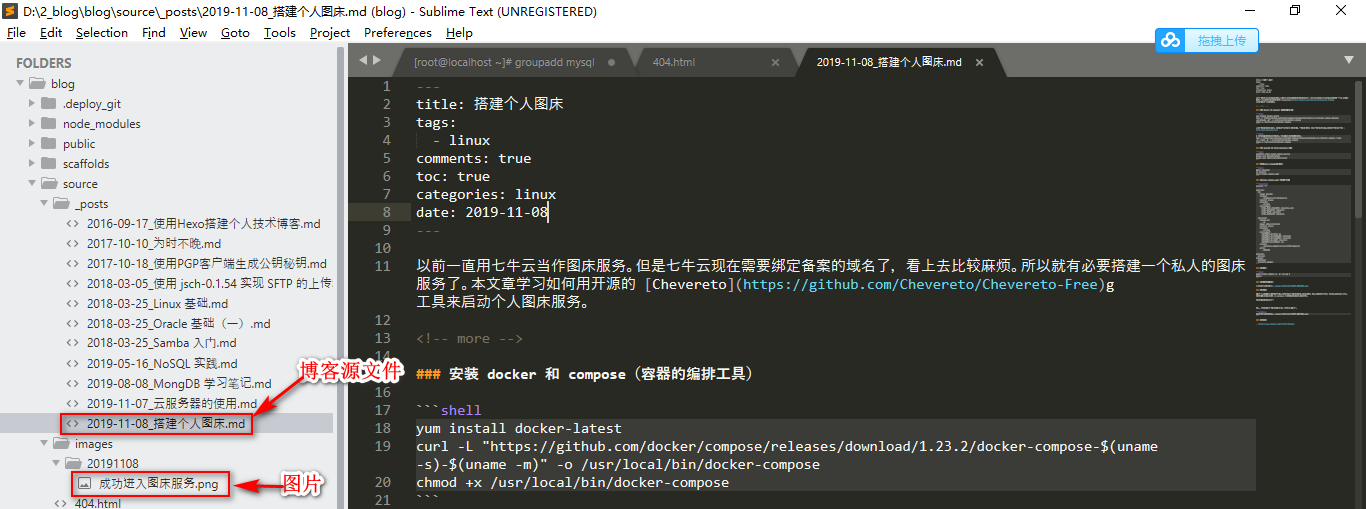 D:\2_blog\blog\source\_posts\2019-11-08_搭建个人图床.md (blog) - Sublime Text (UNREGISTERED)
File Edit Selection Find View Goto Tools Project Preferences Help
拖拽上传
FOLDERS
blog
.deploy_git
node_modules
public
scaffolds
source
_posts
2016-09-17_使用Hexo搭建个人技术博客.md
2017-10-10_为时不晚.md
2017-10-18_使用PGP客户端生成公钥秘钥.md
2018-03-05_使用 jsch-0.1.54 实现 SFTP 的上传
2018-03-25_Linux 基础.md
2018-03-25_Oracle 基础（一）.md
2018-03-25_Samba 入门.md
2019-05-16_NoSQL 实践.md
2019-08-08_MongDB 学习笔记.md
2019-11-07_云服务器的使用.md
2019-11-08_搭建个人图床.md
images
20191108
成功进入图床服务.png
404.html
博客源文件
图片
[root@localhost ~]# groupadd mysql
404.html
2019-11-08_搭建个人图床.md
1 ---
2 title: 搭建个人图床
3 tags:
4 - linux
5 comments: true
6 toc: true
7 categories: linux
8 date: 2019-11-08
9 ---
10
11 以前一直用七牛云当作图床服务。但是七牛云现在需要绑定备案的域名了，看上去比较麻烦。所以就有必要搭建一个私人的图床
服务了。本文章学习如何用开源的 [Chevereto](https://github.com/Chevereto/Chevereto-Free)g
工具来启动个人图床服务。
12
13 <!-- more -->
14
15 ### 安装 docker 和 compose（容器的编排工具）
16
17 ```shell
18 yum install docker-latest
19 curl -L "https://github.com/docker/compose/releases/download/1.23.2/docker-compose-$(uname
-s)-$(uname -m)" -o /usr/local/bin/docker-compose
20 chmod +x /usr/local/bin/docker-compose
21 ```